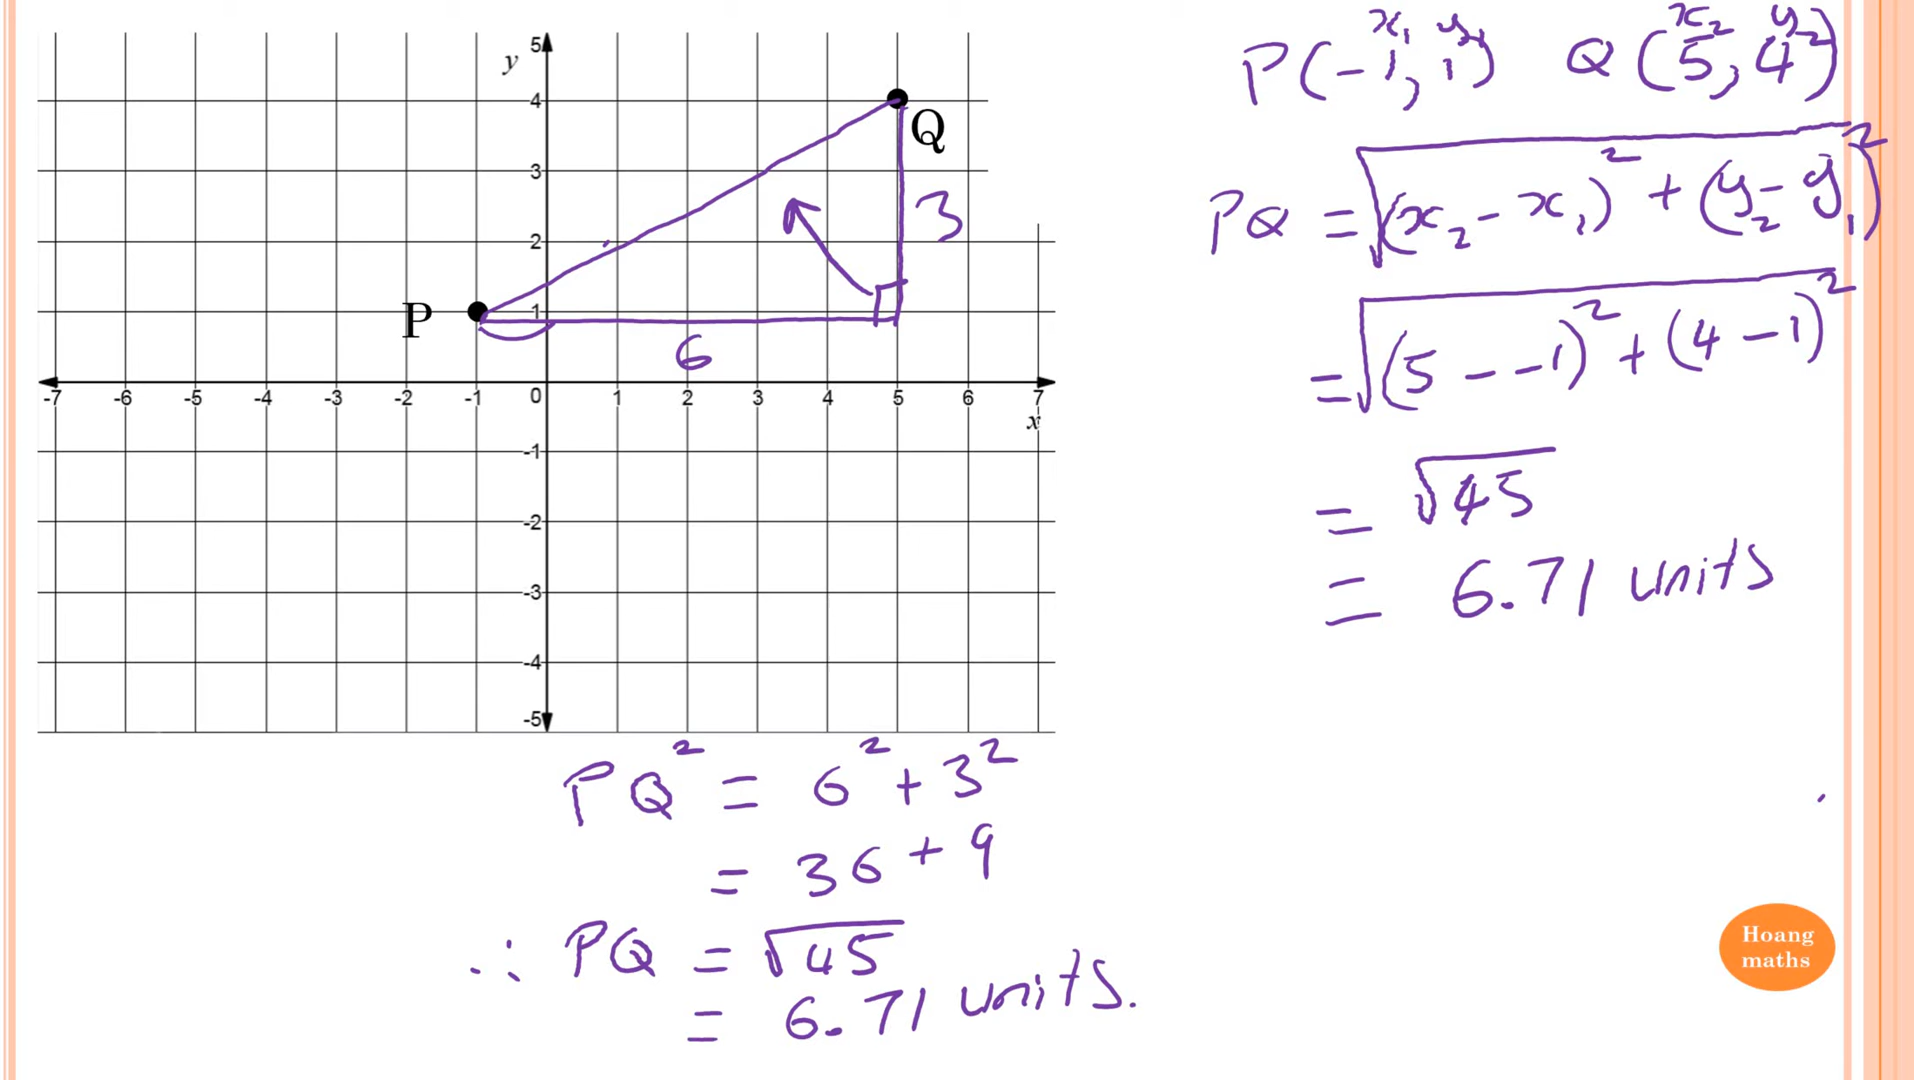 5
y
4
Q
3
3
2
P
1
6
-7 -6 -5 -4 -3 -2 -1 0 1 2 3 4 5 6 7
x
-1
-2
-3
-4
-5
PQ² = 6² + 3²
= 36 + 9
∴ PQ = √45
= 6.71 units.
x₁ y₁ x₂ y₂
P(-1, 1) Q(5, 4)
PQ = √(x₂ - x₁)² + (y₂ - y₁)²
= √(5 - -1)² + (4 - 1)²
= √45
= 6.71 units
Hoang
maths